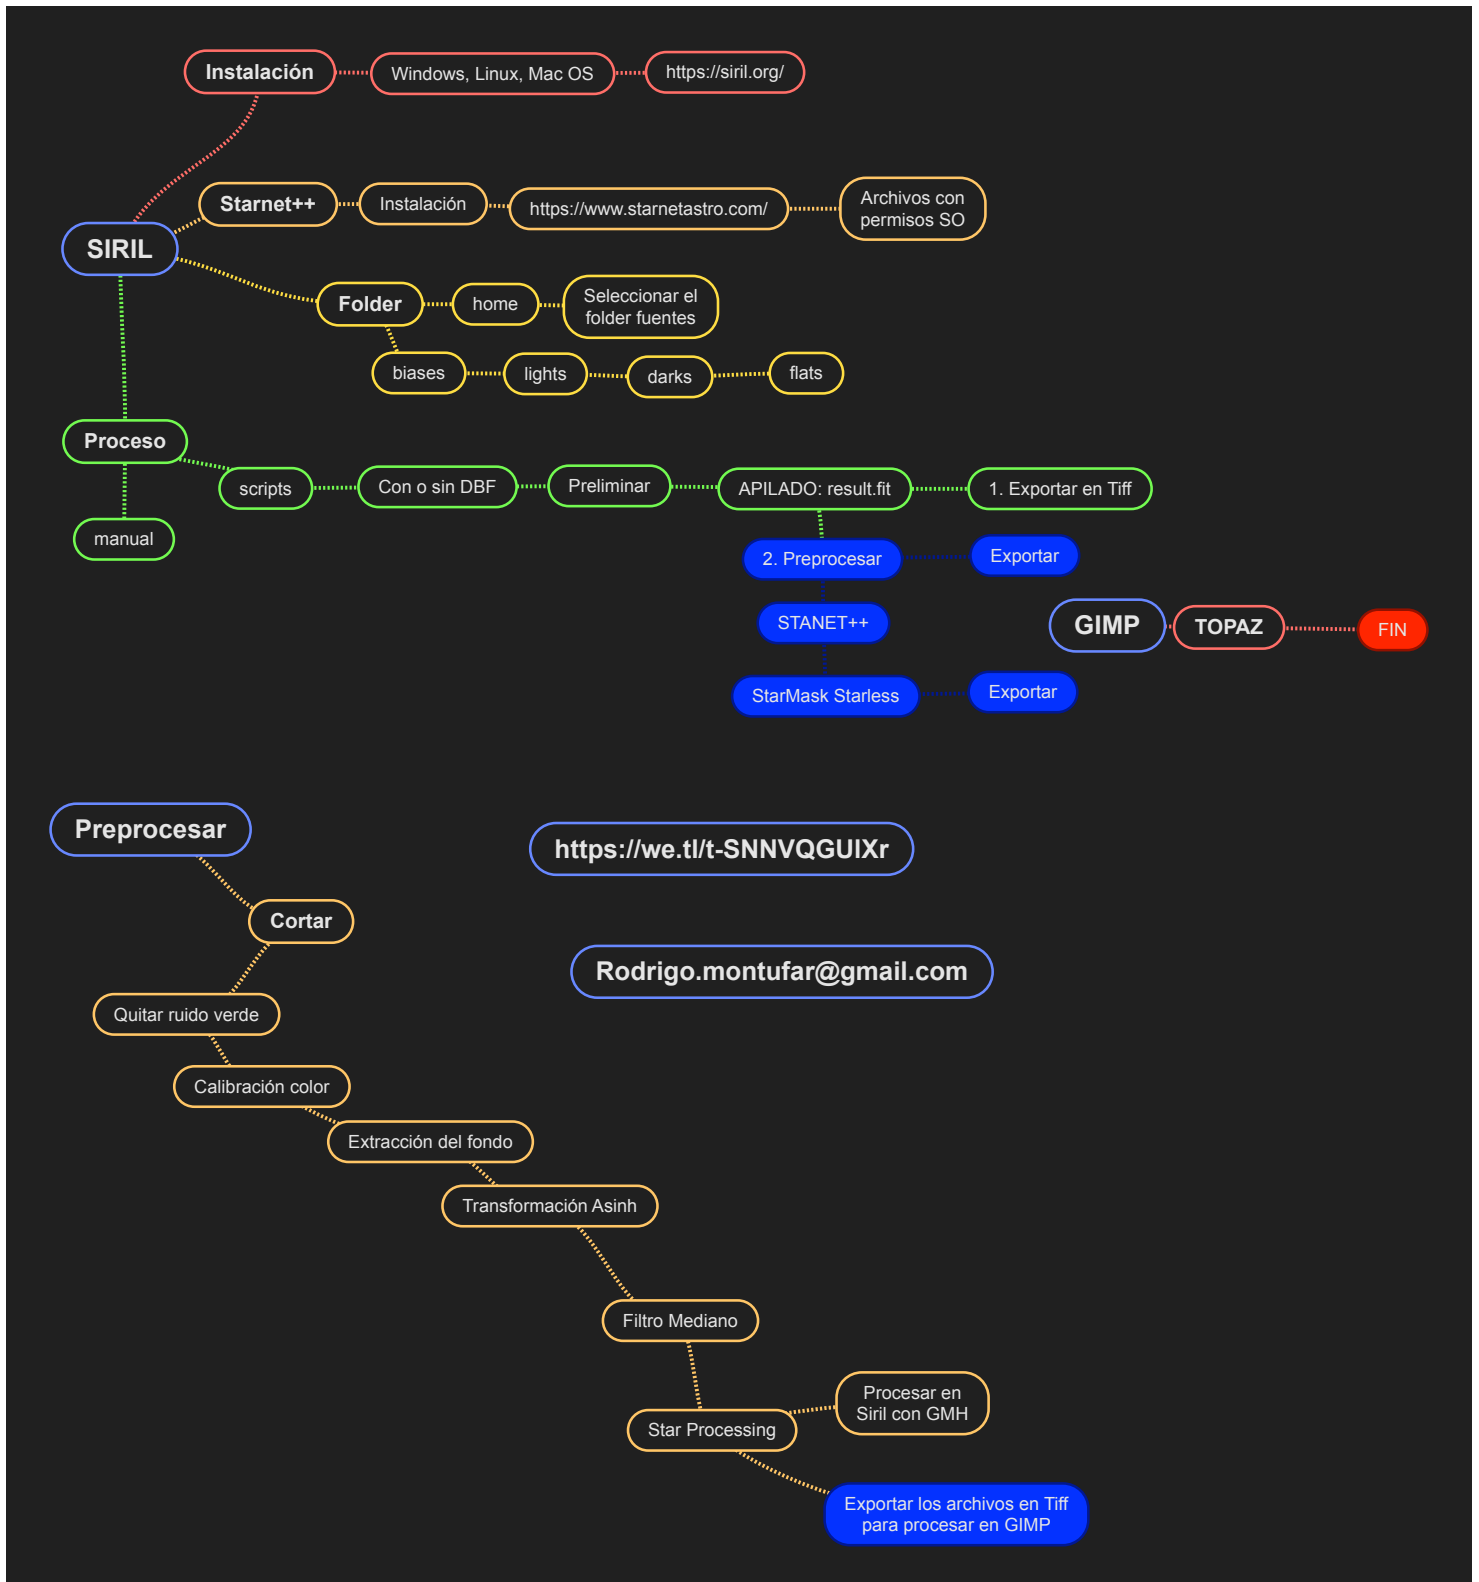 Instalación
Windows, Linux, Mac OS
https://siril.org/
Starnet++
Instalación
https://www.starnetastro.com/
Archivos con
permisos SO
SIRIL
Folder
home
Seleccionar el
folder fuentes
biases
lights
darks
flats
Proceso
scripts
Con o sin DBF
Preliminar
APILADO: result.fit
1. Exportar en Tiff
manual
2. Preprocesar
Exportar
STANET++
GIMP
TOPAZ
FIN
StarMask Starless
Exportar
Preprocesar
https://we.tl/t-SNNVQGUIXr
Cortar
Rodrigo.montufar@gmail.com
Quitar ruido verde
Calibración color
Extracción del fondo
Transformación Asinh
Filtro Mediano
Procesar en
Siril con GMH
Star Processing
Exportar los archivos en Tiff
para procesar en GIMP